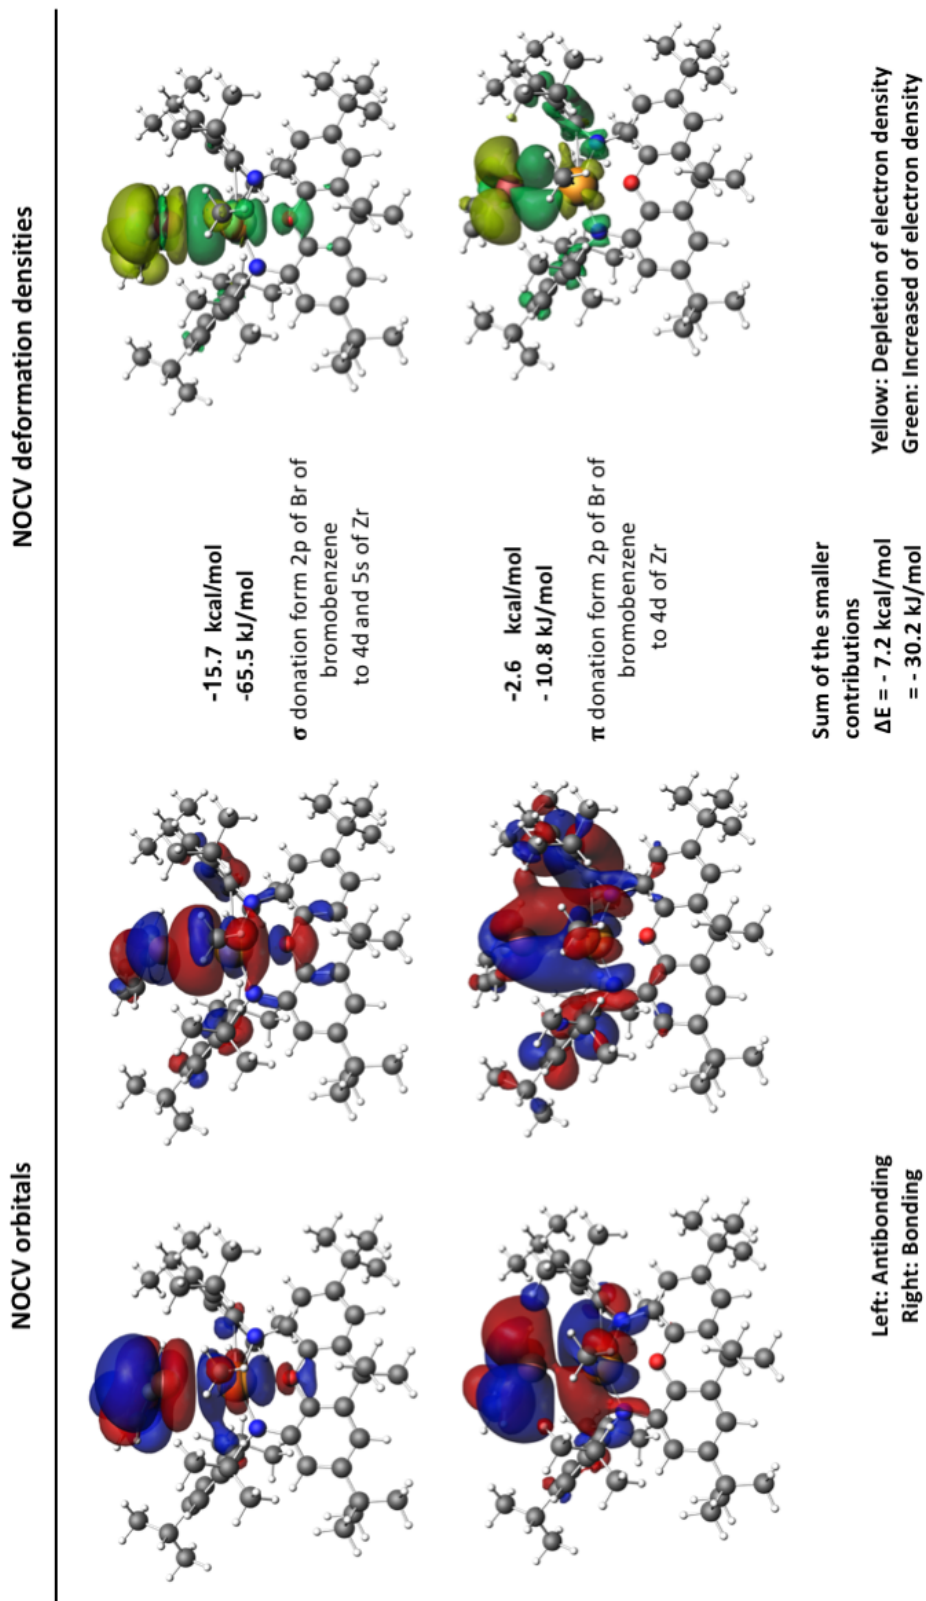 NOCV orbitals
NOCV deformation densities
-15.7 kcal/mol
-65.5 kJ/mol
σ donation form 2p of Br of
bromobenzene
to 4d and 5s of Zr
-2.6 kcal/mol
- 10.8 kJ/mol
π donation form 2p of Br of
bromobenzene
to 4d of Zr
Left: Antibonding
Right: Bonding
Sum of the smaller
contributions
ΔE = - 7.2 kcal/mol
= - 30.2 kJ/mol
Yellow: Depletion of electron density
Green: Increased of electron density